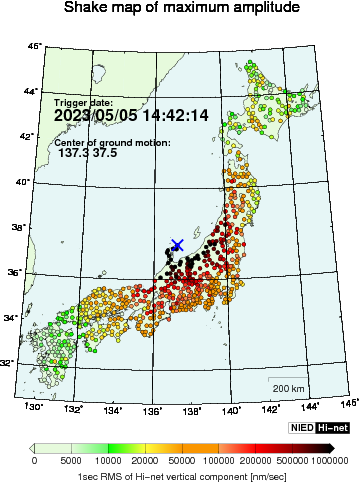 Shake map of maximum amplitude
45°
44°
42°
40°
38°
36°
34°
32°
Trigger date:
2023/05/05 14:42:14
Center of ground motion:
137.3 37.5
200 km
130° 132° 134° 136° 138° 140° 142° 145°
NIED Hi-net
0 5000 10000 20000 50000 100000 200000 500000 1000000
1sec RMS of Hi-net vertical component [nm/sec]